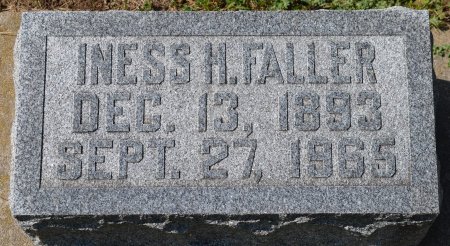 INESS H. FALLER
DEC. 13, 1893
SEPT. 27, 1965